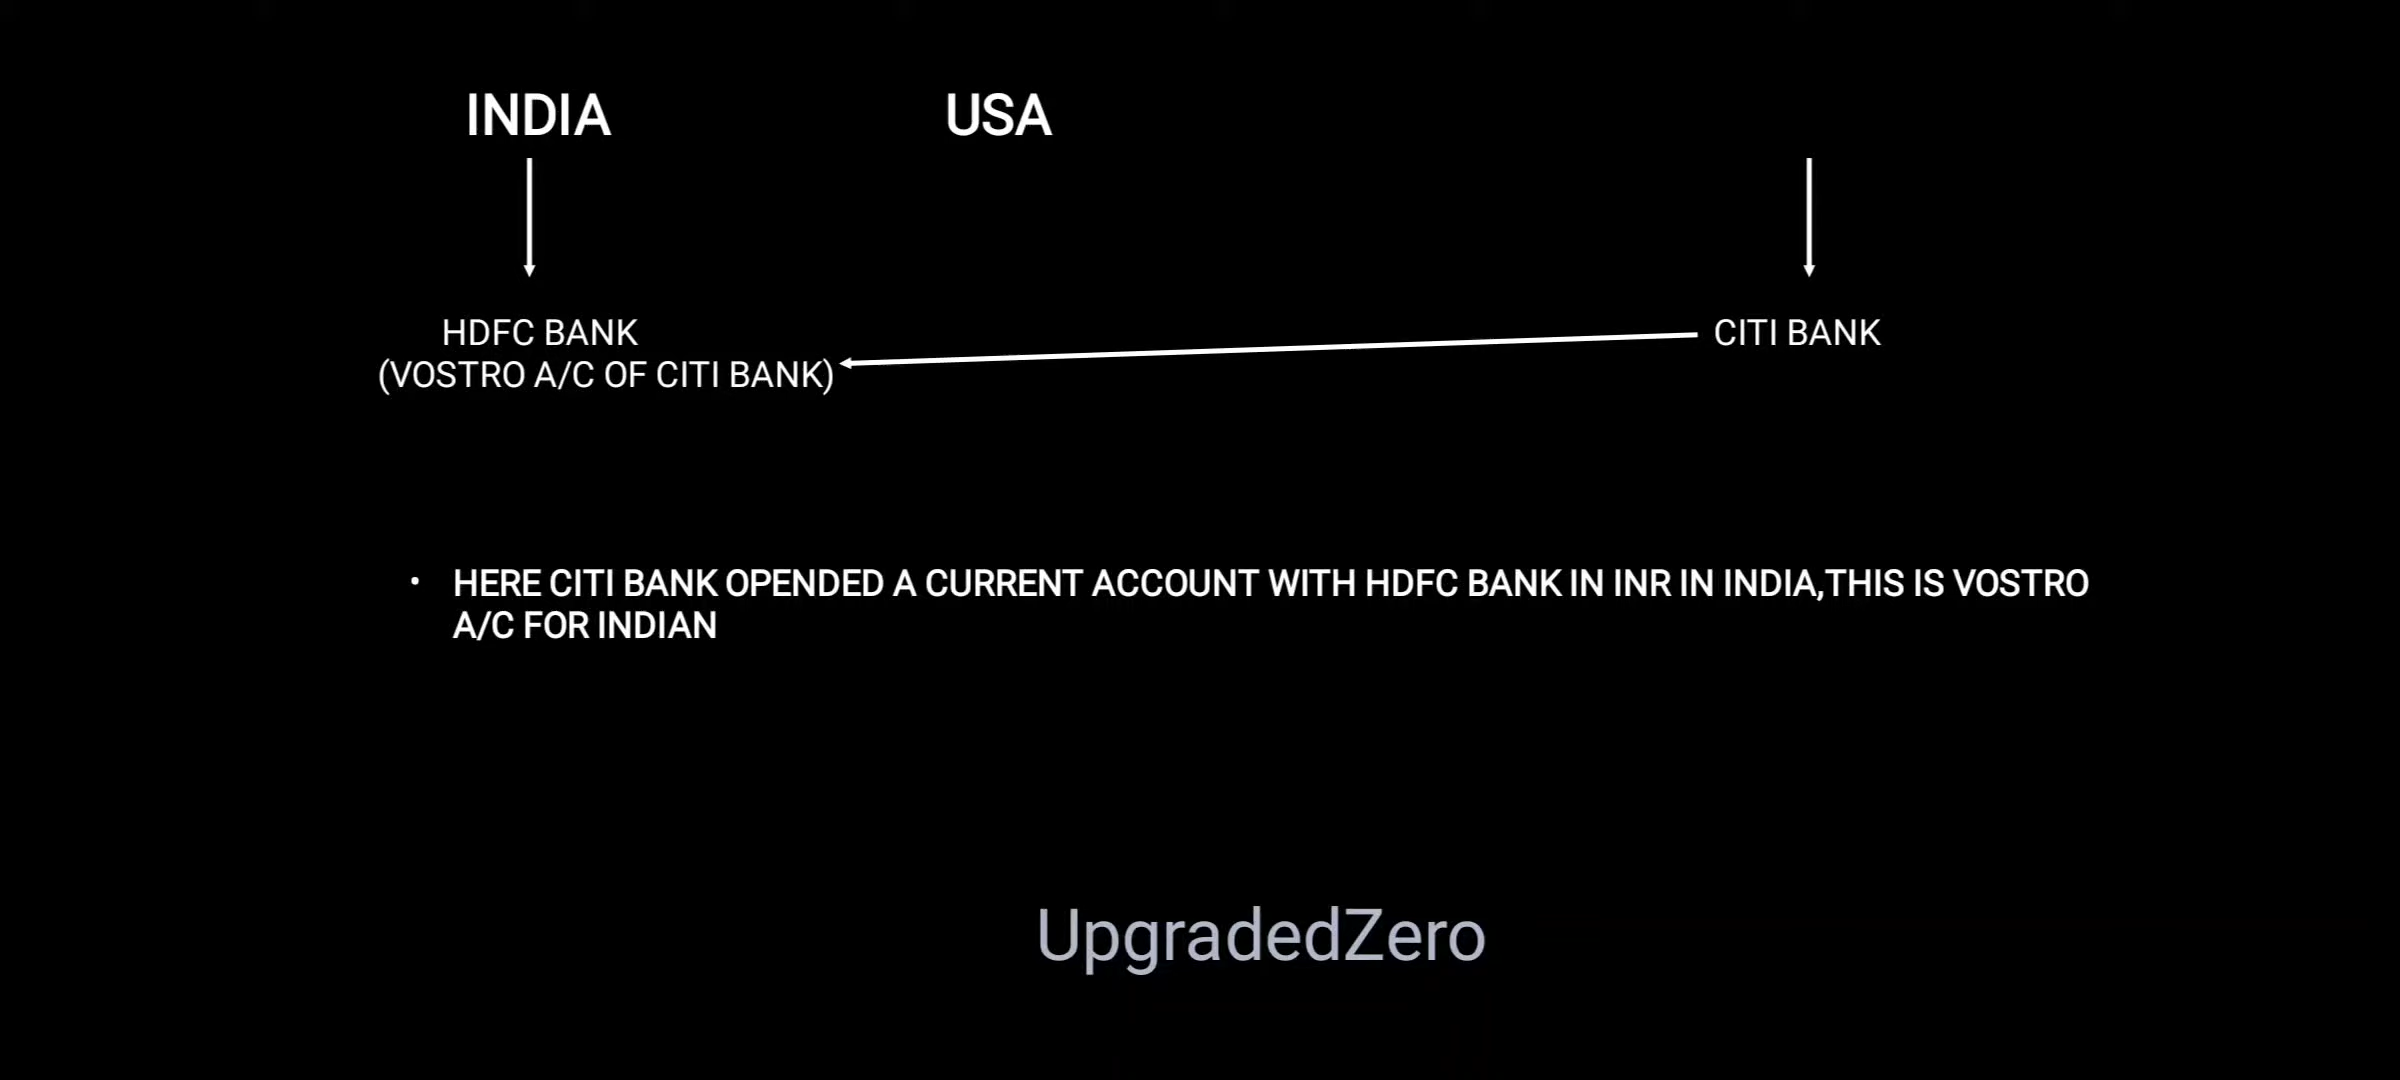 INDIA USA
HDFC BANK
(VOSTRO A/C OF CITI BANK)
CITI BANK
• HERE CITI BANK OPENDED A CURRENT ACCOUNT WITH HDFC BANK IN INR IN INDIA,THIS IS VOSTRO
A/C FOR INDIAN
UpgradedZero